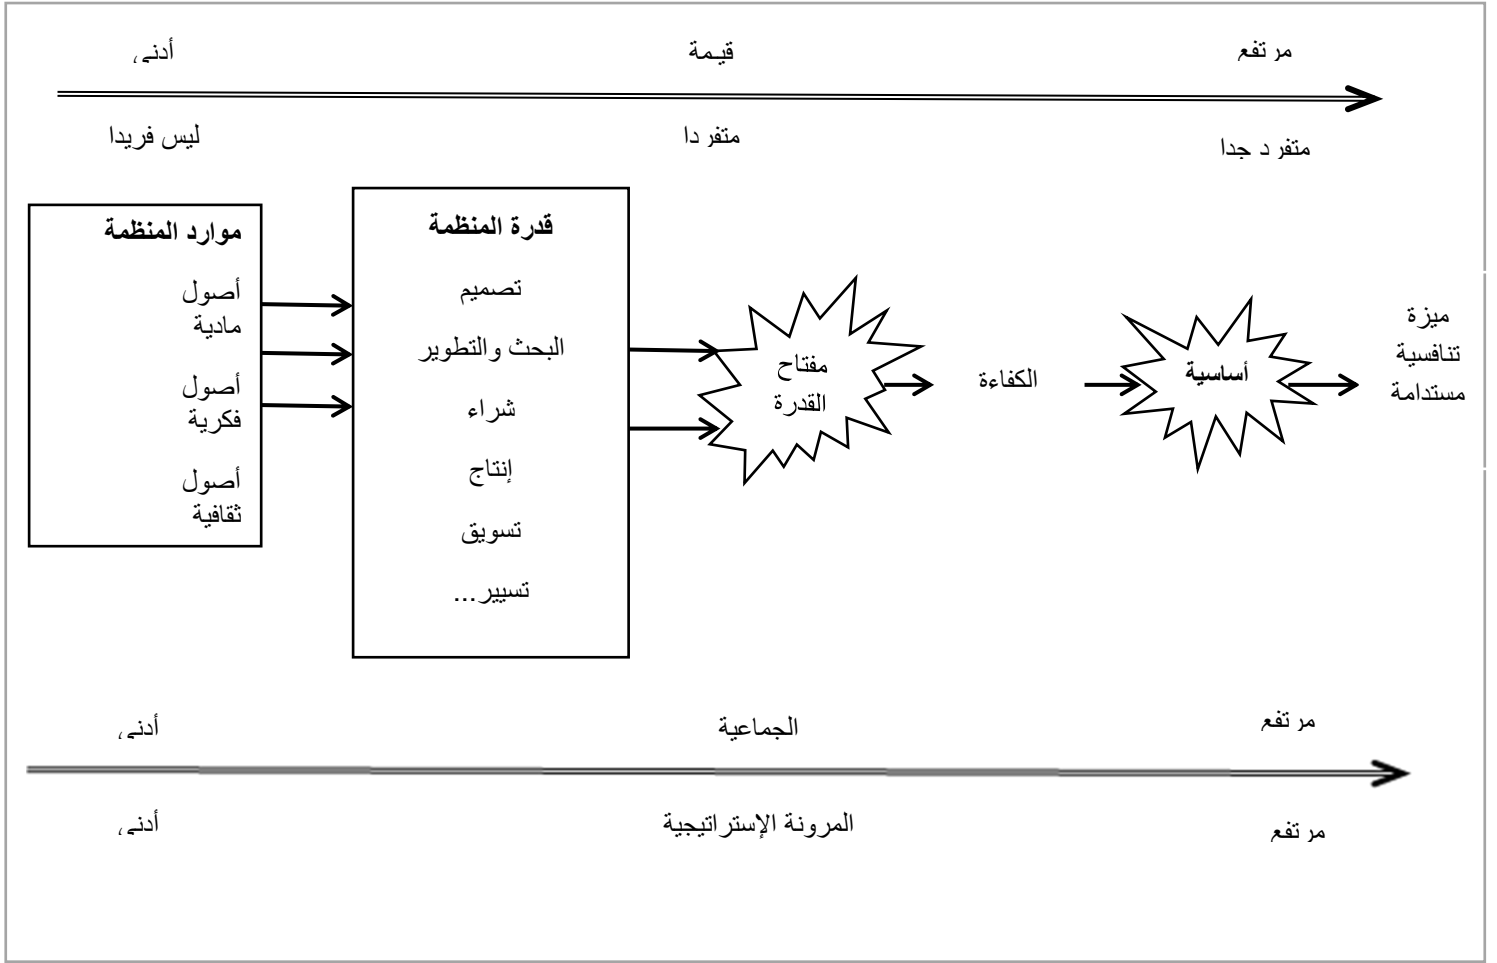 أدنى
قيـمة
مرتفع
ليس فريدا
متفردا
متفرد جدا
موارد المنظمة
أصول
مادية
أصول
فكرية
أصول
ثقافية
قدرة المنظمة
تصميم
البحث والتطوير
شراء
إنتاج
تسويق
تسيير...
مفتاح
القدرة
الكفاءة
أساسية
ميزة
تنافسية
مستدامة
أدنى
الجماعية
مرتفع
أدنى
المرونة الإستراتيجية
مرتفع